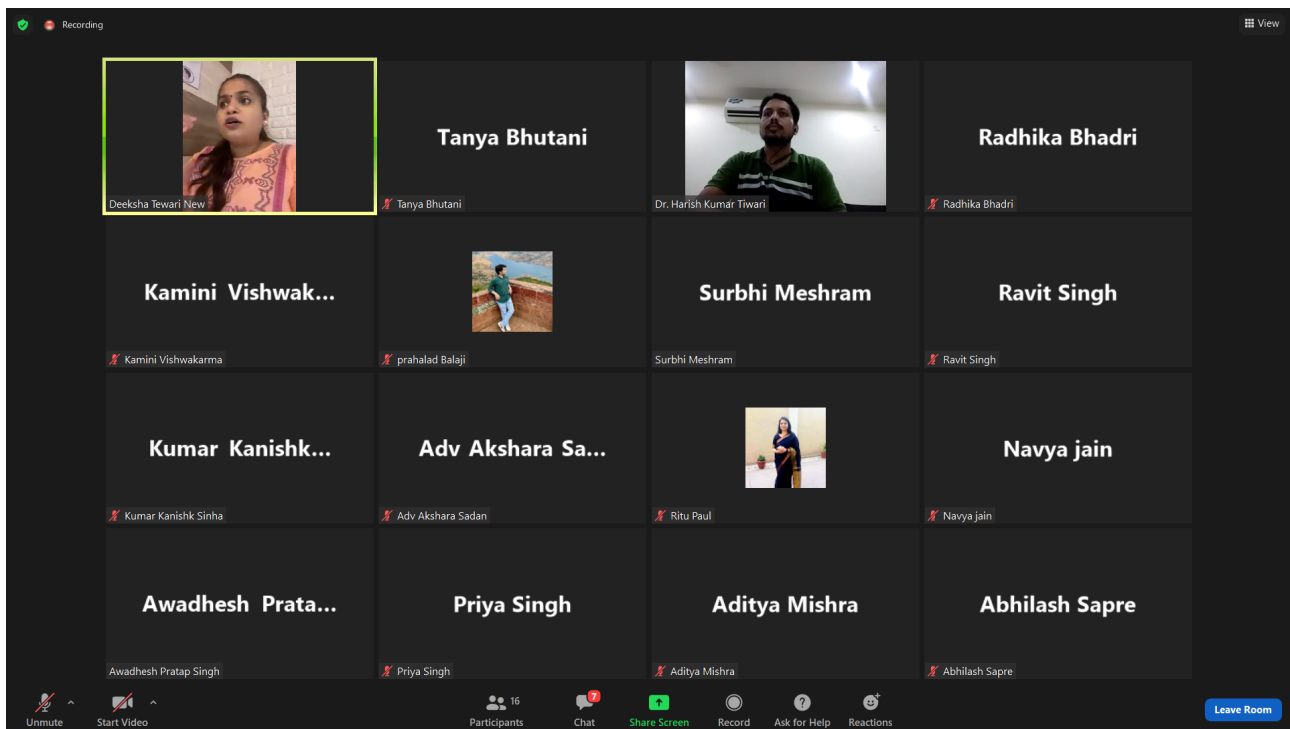 Recording
View
Deeksha Tewari New
Tanya Bhutani
Tanya Bhutani
Dr. Harish Kumar Tiwari
Radhika Bhadri
Radhika Bhadri
Kamini Vishwak...
Kamini Vishwakarma
prahalad Balaji
Surbhi Meshram
Surbhi Meshram
Ravit Singh
Ravit Singh
Kumar Kanishk...
Kumar Kanishk Sinha
Adv Akshara Sa...
Adv Akshara Sadan
Ritu Paul
Navya jain
Navya jain
Awadhesh Prata...
Awadhesh Pratap Singh
Priya Singh
Priya Singh
Aditya Mishra
Aditya Mishra
Abhilash Sapre
Abhilash Sapre
Unmute
Start Video
16
Participants
7
Chat
Share Screen
Record
?
Ask for Help
Reactions
Leave Room